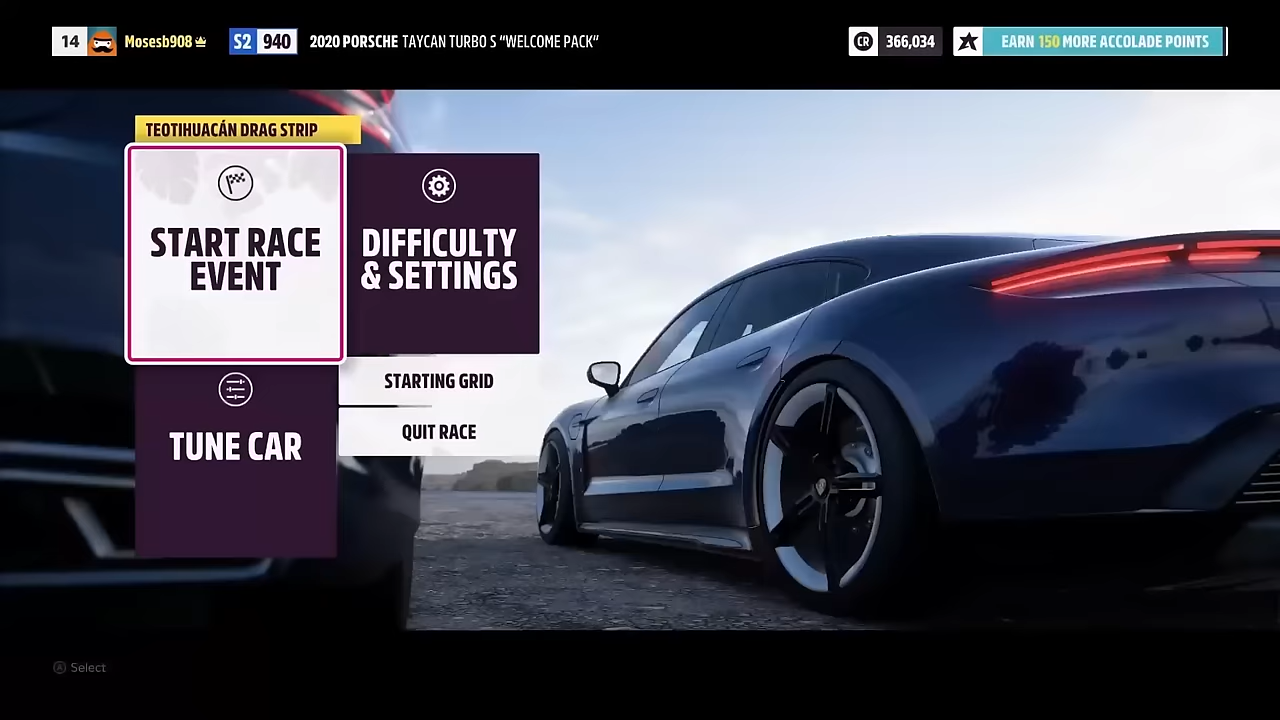 14 Mosesb908 S2 940 2020 PORSCHE TAYCAN TURBO S "WELCOME PACK" CR 366,034 EARN 150 MORE ACCOLADE POINTS
TEOTIHUACÁN DRAG STRIP
START RACE
EVENT
DIFFICULTY
& SETTINGS
STARTING GRID
QUIT RACE
TUNE CAR
A Select